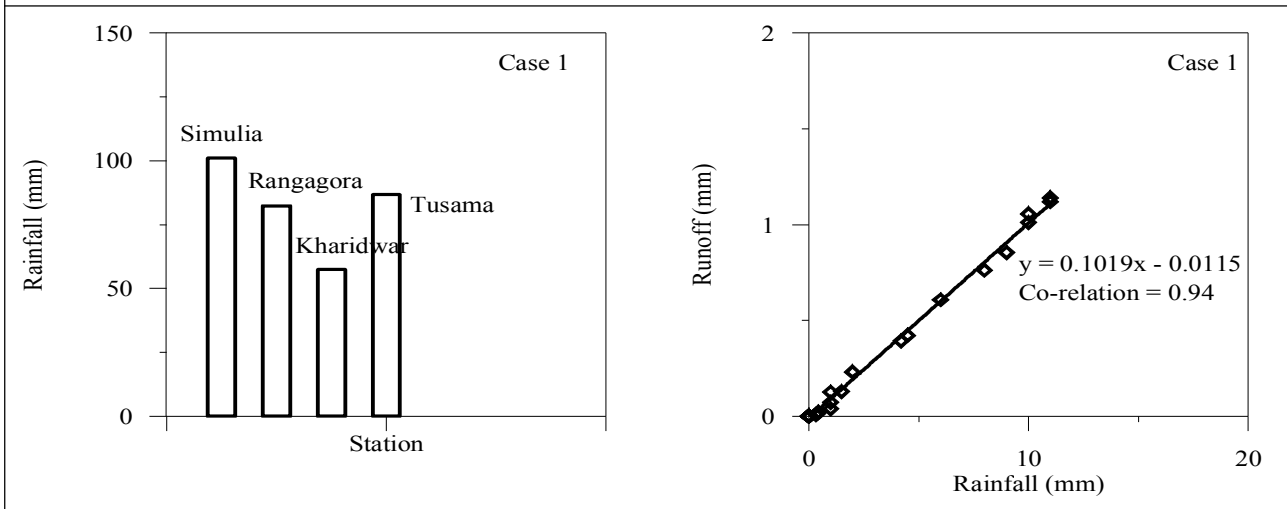 150
Case 1
Simulia
100
Rangagora
Tusama
Kharidwar
50
0
Station
Rainfall (mm)
2
Case 1
1
y = 0.1019x - 0.0115
Co-relation = 0.94
0
0
10
20
Rainfall (mm)
Runoff (mm)